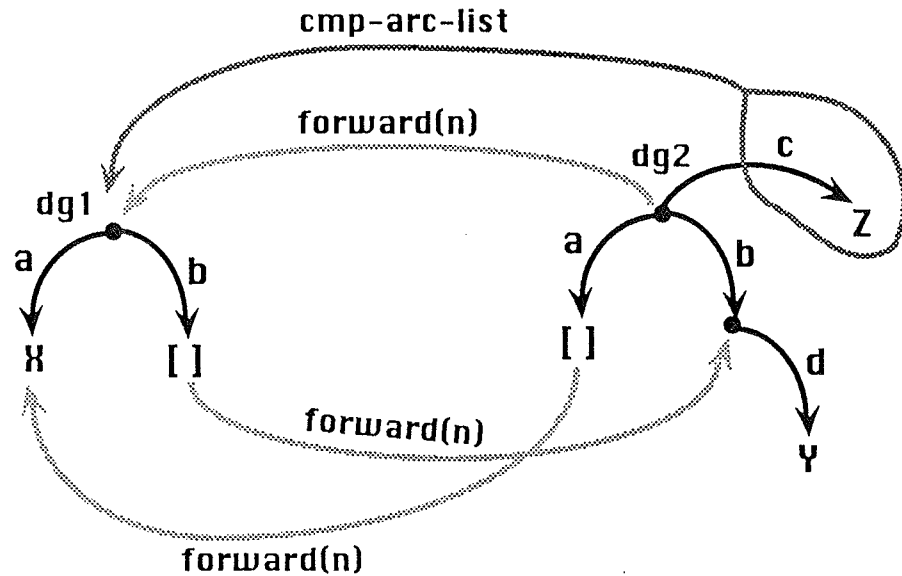 cmp-arc-list
forward(n)
dg2
c
dg1
Z
a
b
a
b
X
[ ]
[ ]
d
forward(n)
Y
forward(n)